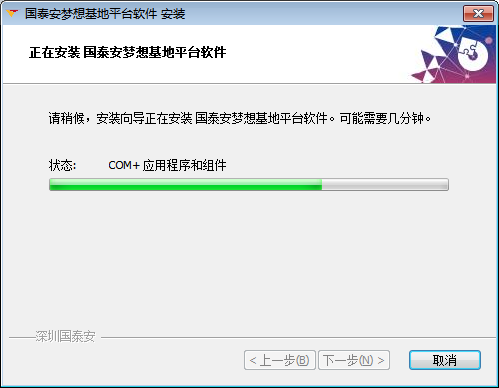 国泰安梦想基地平台软件 安装
正在安装 国泰安梦想基地平台软件
请稍候，安装向导正在安装 国泰安梦想基地平台软件。可能需要几分钟。
状态: COM+ 应用程序和组件
深圳国泰安
< 上一步(B) 下一步(N) > 取消